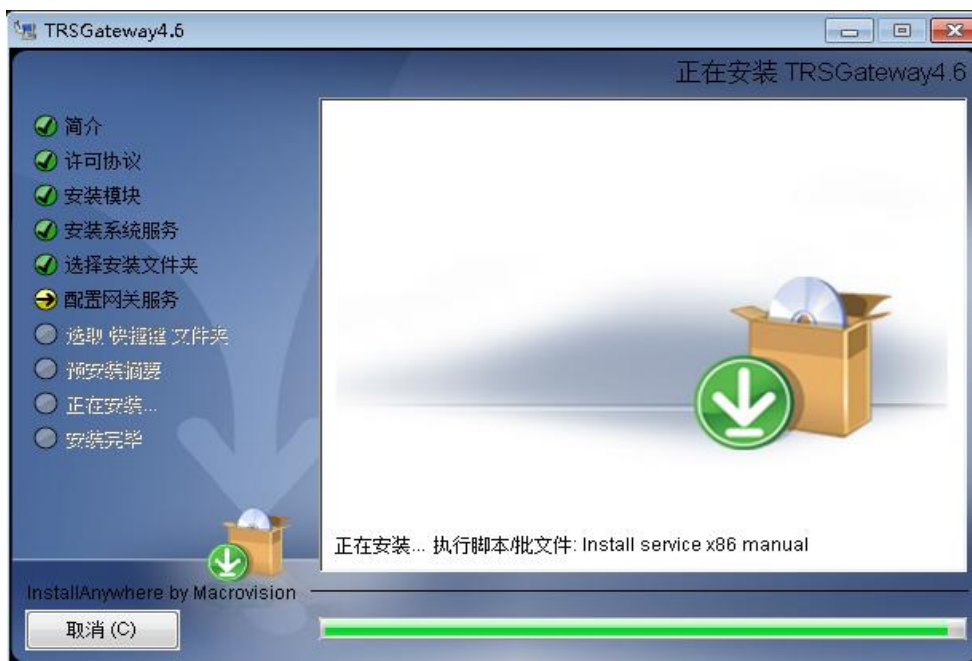 TRSGateway4.6
正在安装 TRSGateway4.6
简介
许可协议
安装模块
安装系统服务
选择安装文件夹
配置网关服务
选取 快捷键 文件夹
预安装摘要
正在安装...
安装完毕
正在安装... 执行脚本/批文件: Install service x86 manual
InstallAnywhere by Macrovision
取消 (C)